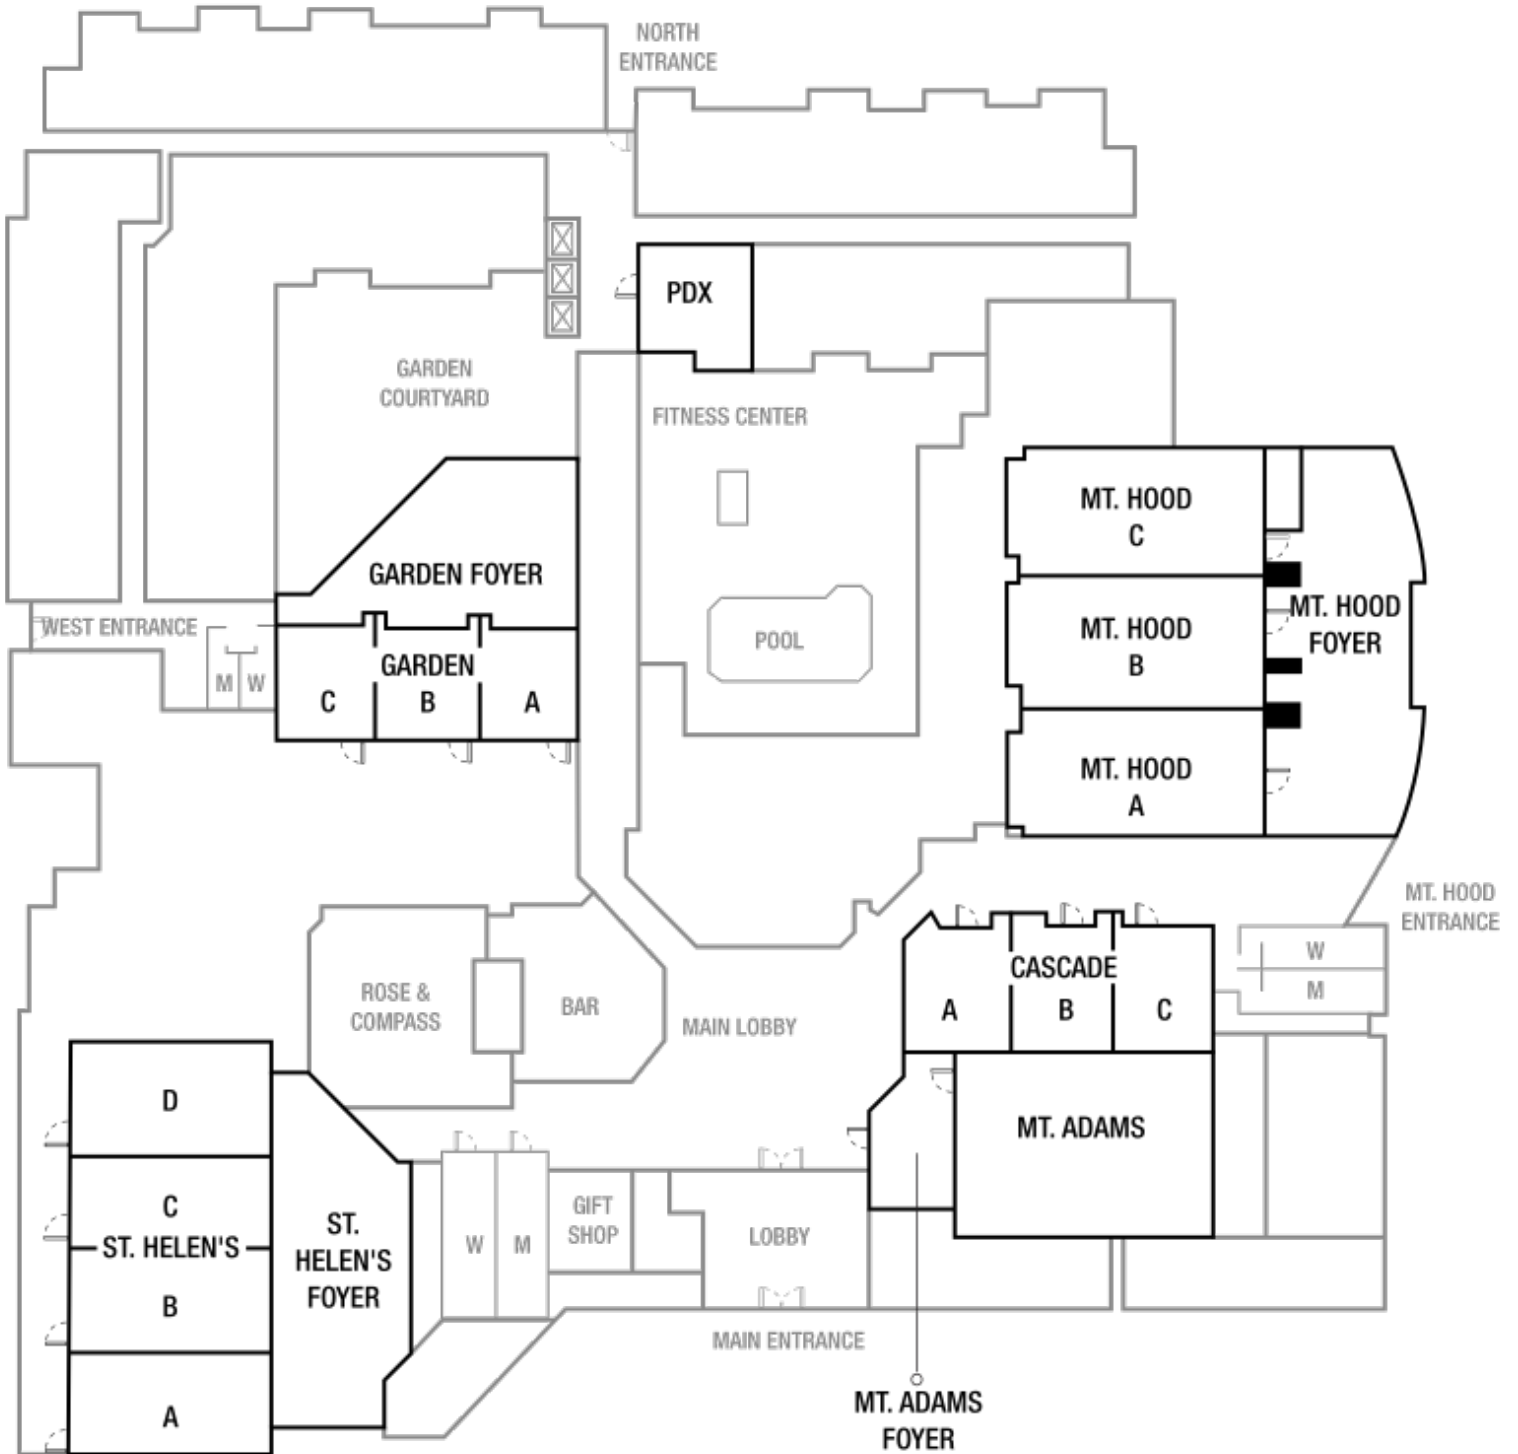 NORTH
ENTRANCE
PDX
GARDEN
COURTYARD
FITNESS CENTER
MT. HOOD
C
GARDEN FOYER
MT. HOOD
FOYER
WEST ENTRANCE
MT. HOOD
B
POOL
GARDEN
M W
C B A
MT. HOOD
A
MT. HOOD
ENTRANCE
W
M
CASCADE
A B C
ROSE &
COMPASS
BAR
MAIN LOBBY
D
MT. ADAMS
C
ST. HELEN'S
B
A
ST.
HELEN'S
FOYER
W M
GIFT
SHOP
LOBBY
MAIN ENTRANCE
MT. ADAMS
FOYER